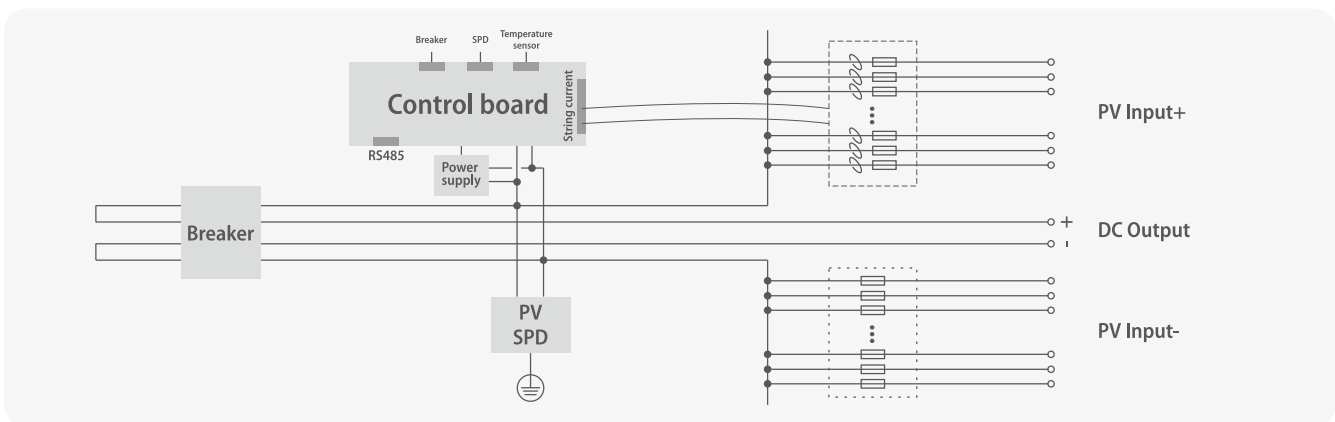 Breaker
SPD
Temperature
sensor
Control board
String current
RS485
Power
supply
PV Input+
Breaker
+
DC Output
-
PV
SPD
PV Input-